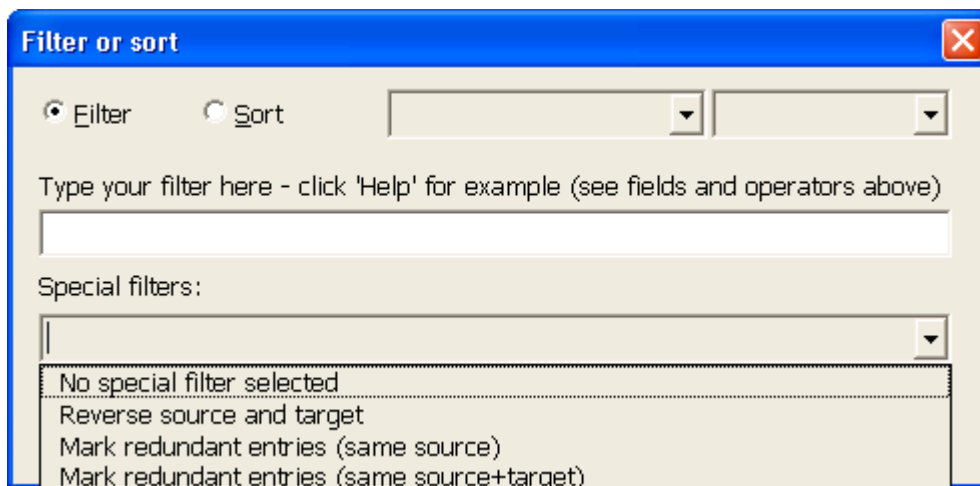 Filter or sort
Filter Sort
Type your filter here - click 'Help' for example (see fields and operators above)
Special filters:
No special filter selected
Reverse source and target
Mark redundant entries (same source)
Mark redundant entries (same source+target)